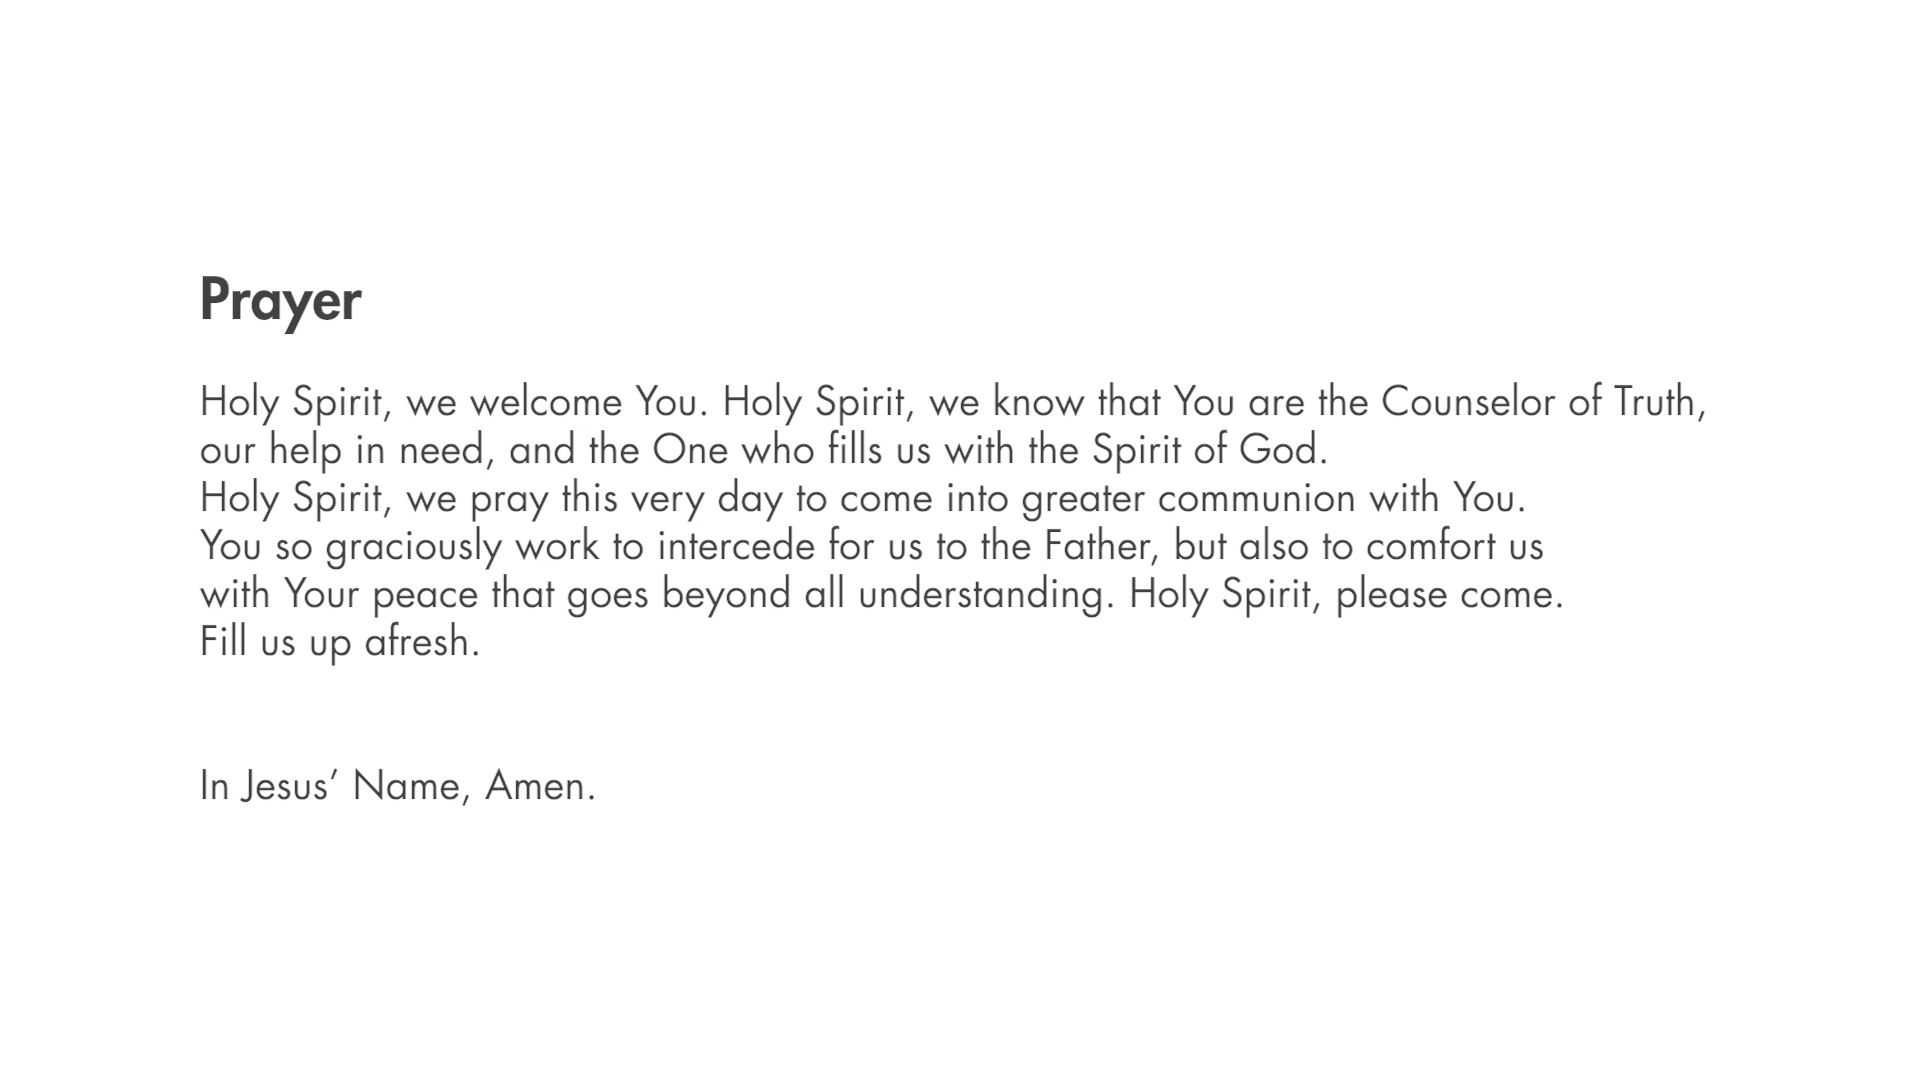 Prayer
Holy Spirit, we welcome You. Holy Spirit, we know that You are the Counselor of Truth,
our help in need, and the One who fills us with the Spirit of God.
Holy Spirit, we pray this very day to come into greater communion with You.
You so graciously work to intercede for us to the Father, but also to comfort us
with Your peace that goes beyond all understanding. Holy Spirit, please come.
Fill us up afresh.
In Jesus’ Name, Amen.